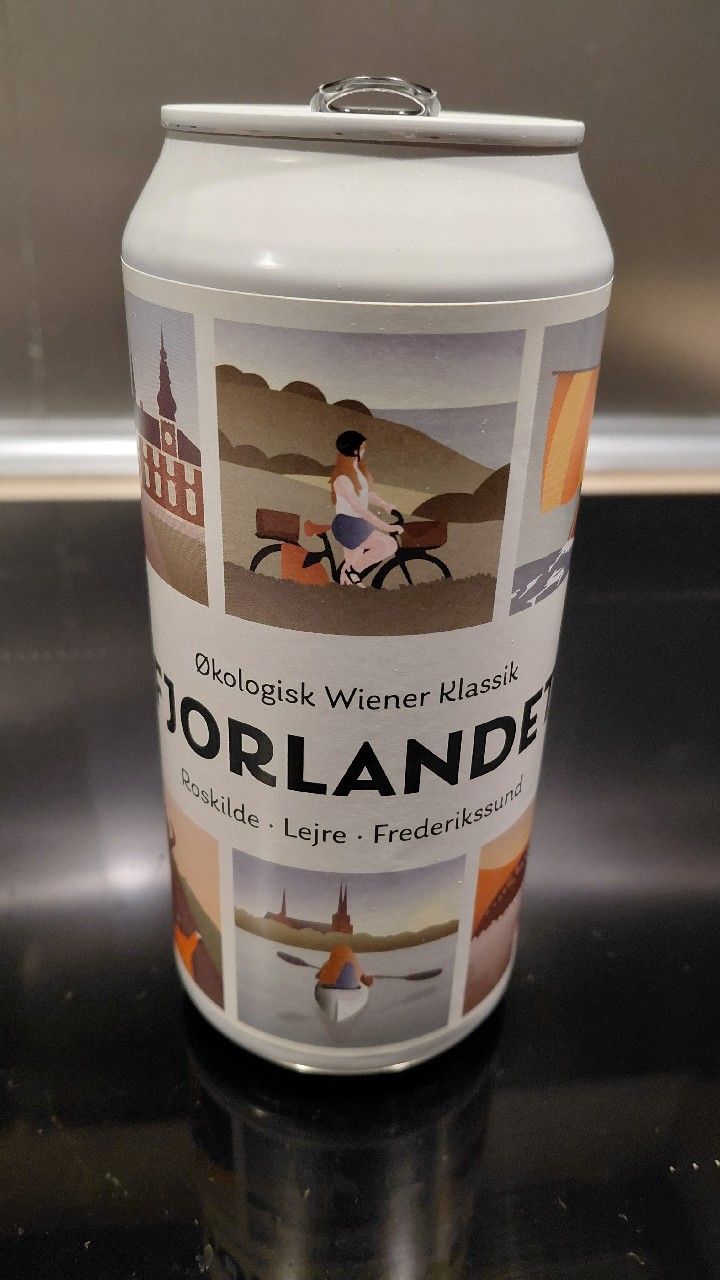 Økologisk Wiener Klassik
FJORLANDET
Roskilde · Lejre · Frederikssund